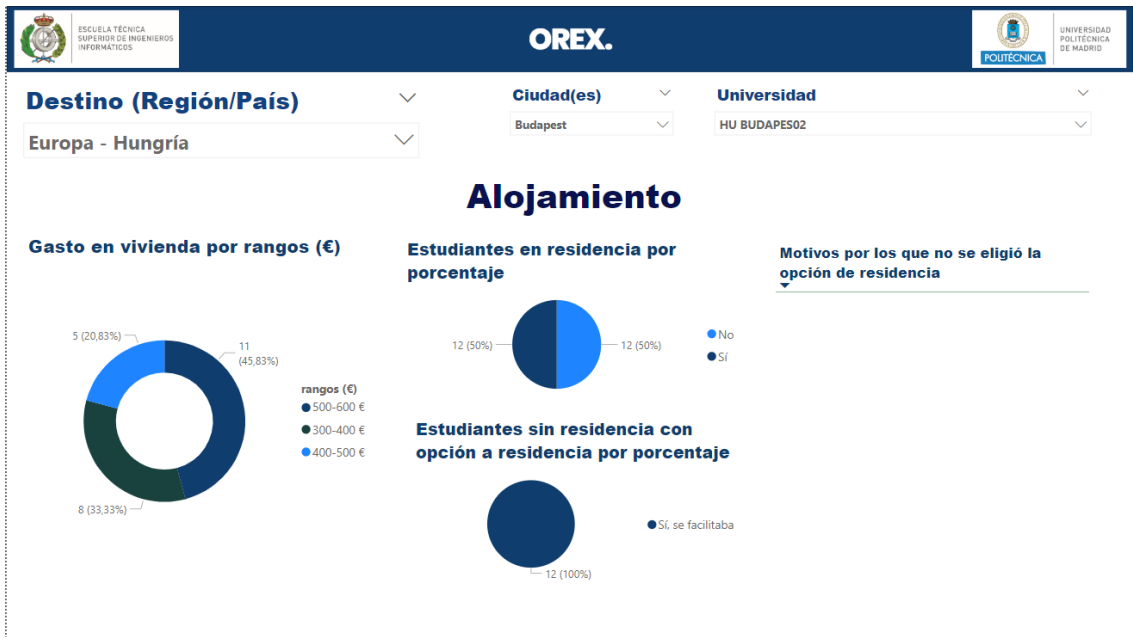 ESCUELA TÉCNICA
SUPERIOR DE INGENIEROS
INFORMÁTICOS
OREX.
POLITÉCNICA
UNIVERSIDAD
POLITÉCNICA
DE MADRID
Destino (Región/País)
Europa - Hungría
Ciudad(es)
Budapest
Universidad
HU BUDAPES02
Alojamiento
Gasto en vivienda por rangos (€)
5 (20,83%)
11
(45,83%)
8 (33,33%)
rangos (€)
500-600 €
300-400 €
400-500 €
Estudiantes en residencia por
porcentaje
12 (50%)
12 (50%)
No
Sí
Estudiantes sin residencia con
opción a residencia por porcentaje
Sí, se facilitaba
12 (100%)
Motivos por los que no se eligió la
opción de residencia